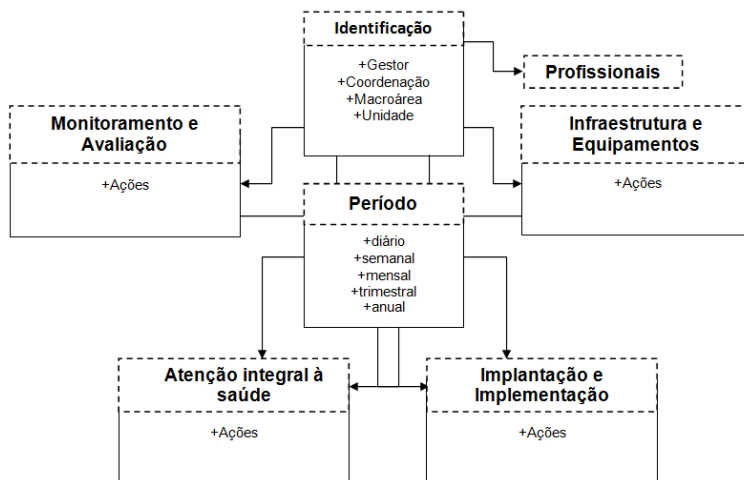 Identificação
+Gestor
+Coordenação
+Macroárea
+Unidade
Profissionais
Monitoramento e
Avaliação
+Ações
Infraestrutura e
Equipamentos
+Ações
Período
+diário
+semanal
+mensal
+trimestral
+anual
Atenção integral à
saúde
+Ações
Implantação e
Implementação
+Ações